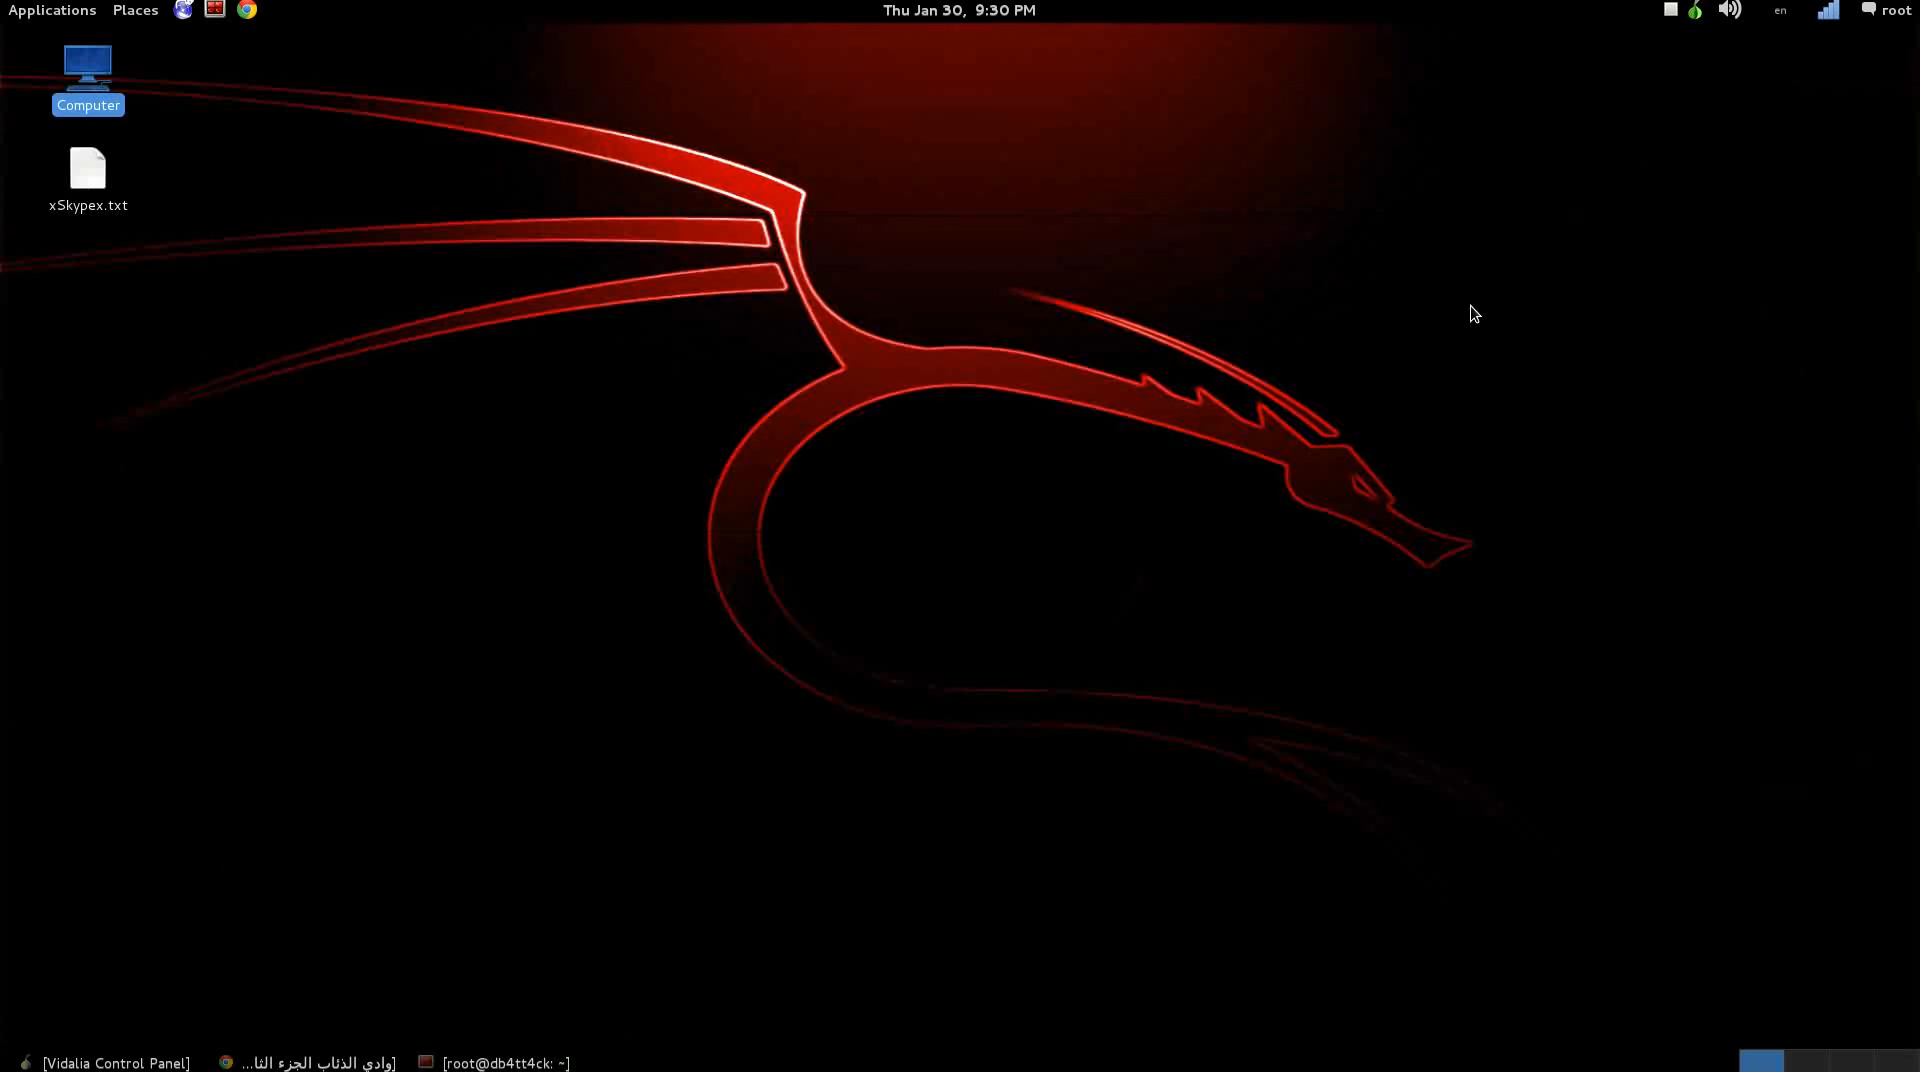 Applications Places Thu Jan 30, 9:30 PM en root
Computer
xSkypex.txt
[Vidalia Control Panel] [وادي الذئاب الجزء الثا... [root@db4tt4ck: ~]